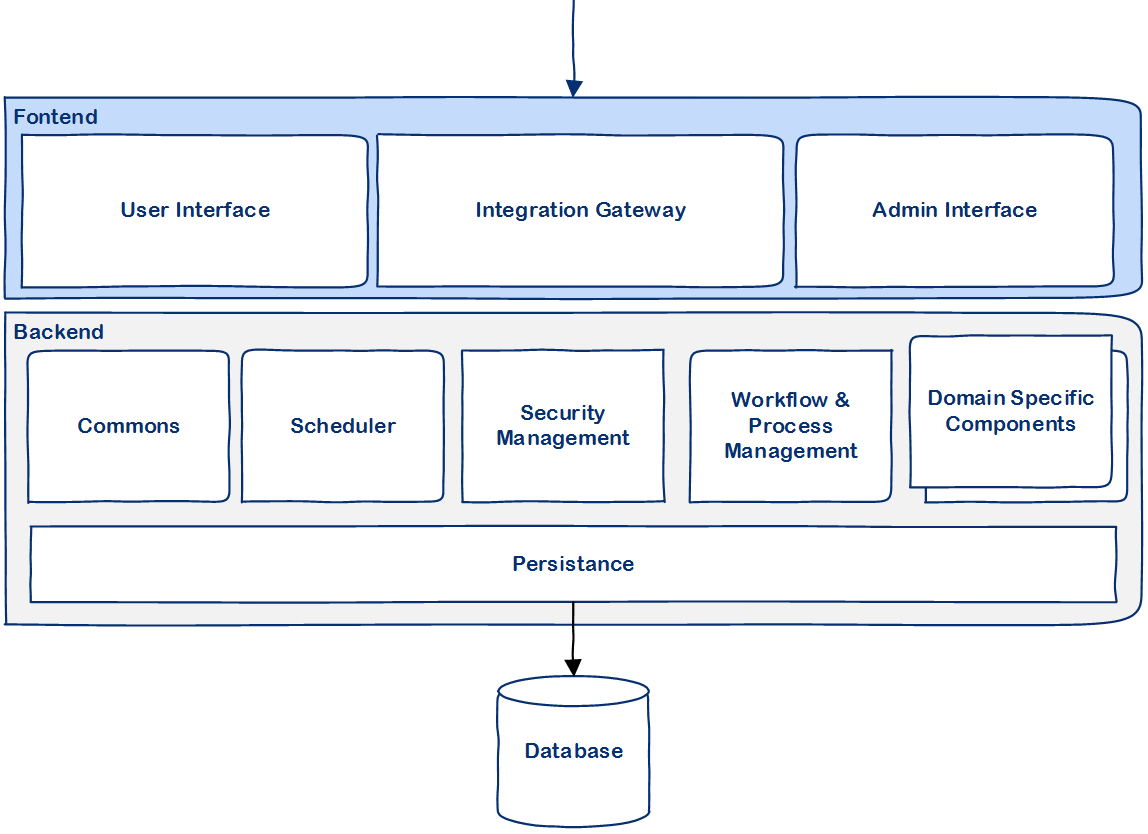 Fontend
User Interface
Integration Gateway
Admin Interface
Backend
Commons
Scheduler
Security
Management
Workflow &
Process
Management
Domain Specific
Components
Persistance
Database